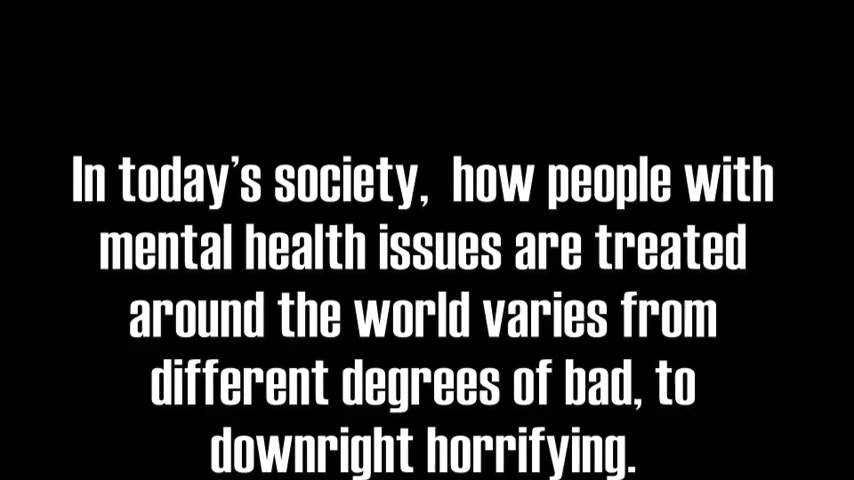 In today’s society,  how people with
mental health issues are treated
around the world varies from
different degrees of bad, to
downright horrifying.